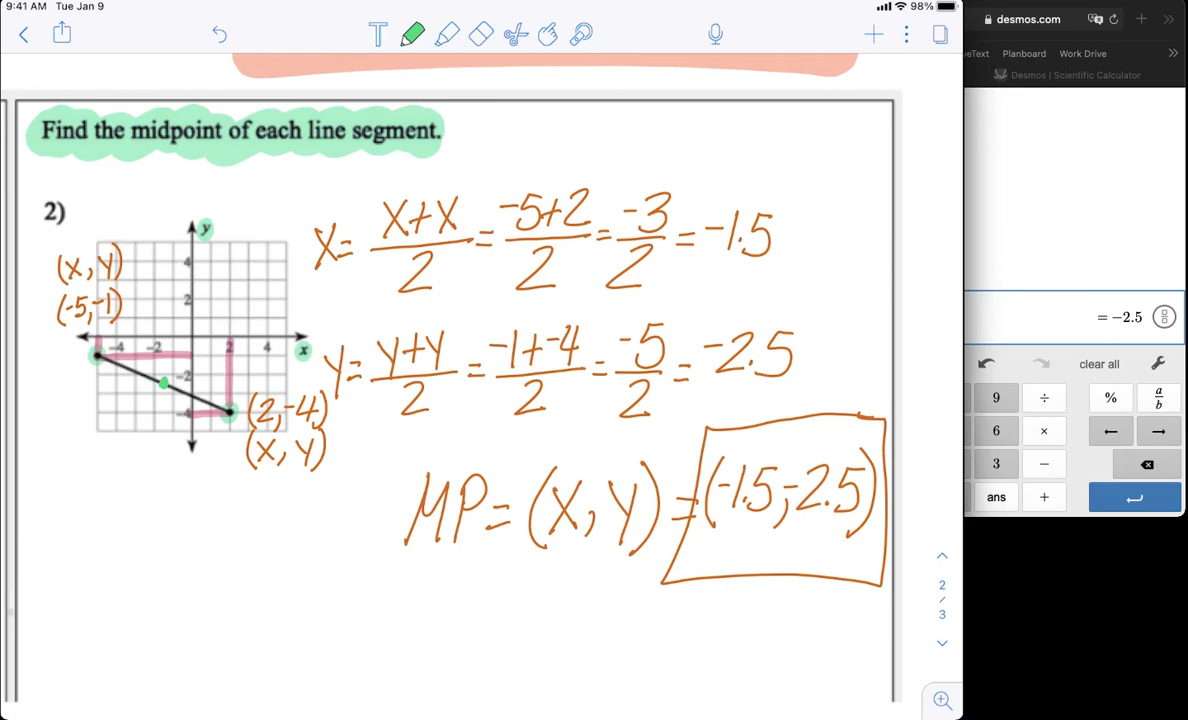 9:41 AM Tue Jan 9
98%
desmos.com
veText Planboard Work Drive »
Desmos | Scientific Calculator
Find the midpoint of each line segment.
2)
y
(X, Y)
(-5,-1)
4
2
-4 -2 2 4 x
-2
-4
(2,-4)
(X, Y)
X= X+X/2 = -5+2/2 = -3/2 = -1.5
Y= Y+Y/2 = -1+-4/2 = -5/2 = -2.5
MP= (X, Y) = (-1.5,-2.5)
= −2.5
clear all
9 ÷ % a/b
6 × ← →
3 −
ans +
2
/
3